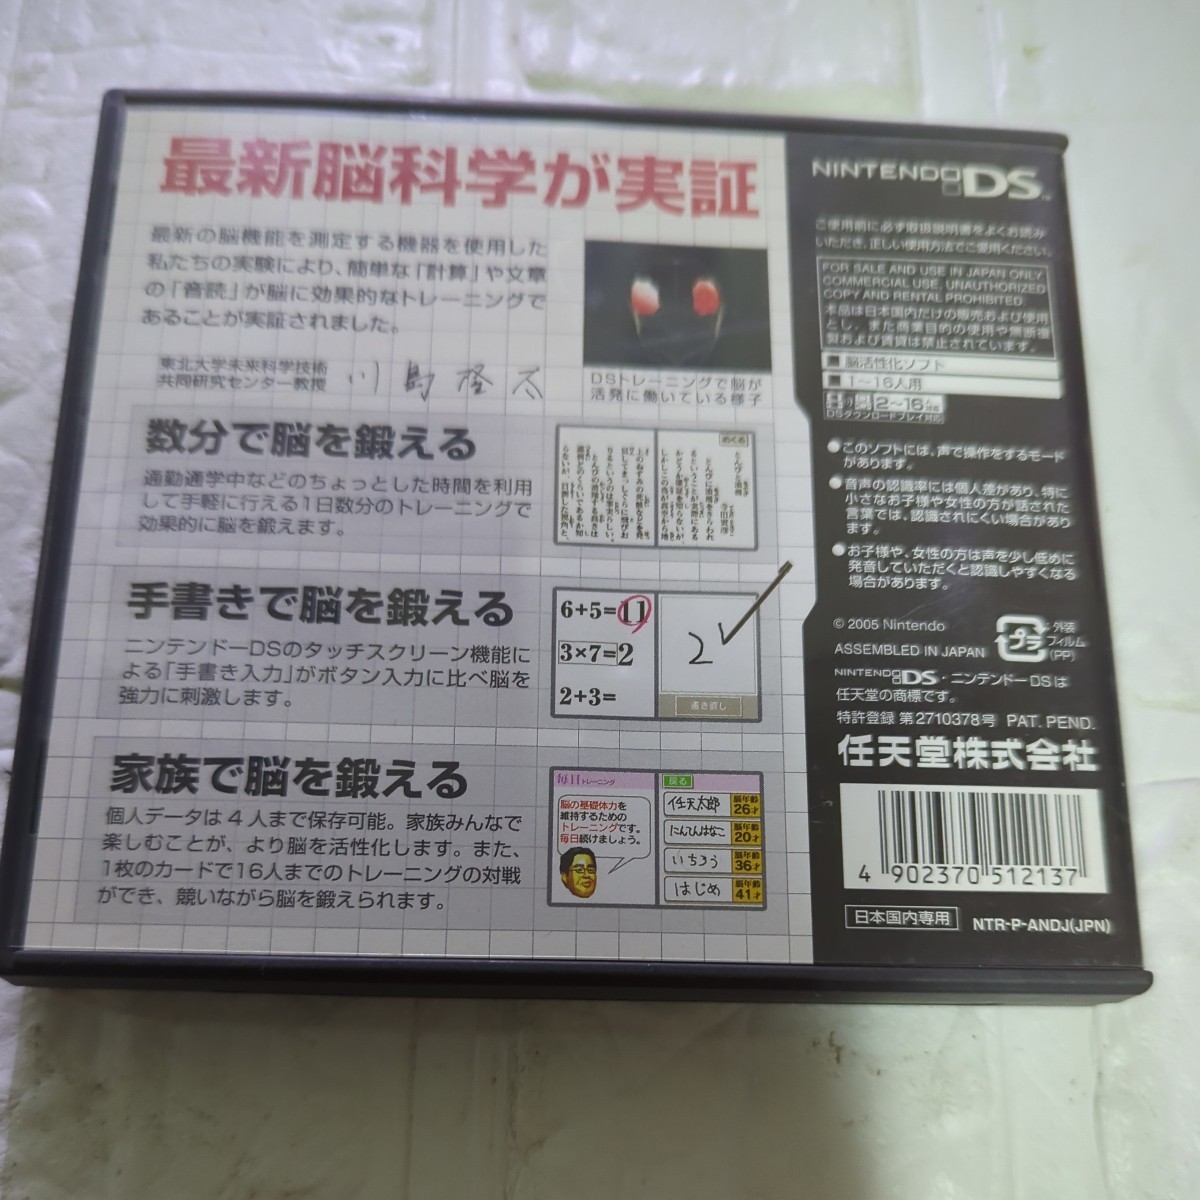 最新脳科学が実証
最新の脳機能を測定する機器を使用した
私たちの実験により、簡単な「計算」や文章
の「音読」が脳に効果的なトレーニングで
あることが実証されました。
東北大学未来科学技術
共同研究センター教授
川島隆太
DSトレーニングで脳が
活発に働いている様子
数分で脳を鍛える
通勤通学中などのちょっとした時間を利用
して手軽に行える1日数分のトレーニングで
効果的に脳を鍛えます。
めくる
手書きで脳を鍛える
ニンテンドーDSのタッチスクリーン機能に
よる「手書き入力」がボタン入力に比べ脳を
強力に刺激します。
6+5=11
3×7=2
2+3=
2
書き直し
家族で脳を鍛える
個人データは4人まで保存可能。家族みんなで
楽しむことが、より脳を活性化します。また、
1枚のカードで16人までのトレーニングの対戦
ができ、競いながら脳を鍛えられます。
毎日トレーニング
脳の基礎体力を
維持するための
トレーニングです。
毎日続けましょう。
戻る
任天太郎 脳年齢 26才
にんてんはなこ 脳年齢 20才
いちろう 脳年齢 36才
はじめ 脳年齢 41才
NINTENDO DS™
ご使用前に必ず取扱説明書をよくお読み
いただき、正しい使用方法でご愛用ください。
FOR SALE AND USE IN JAPAN ONLY.
COMMERCIAL USE, UNAUTHORIZED
COPY AND RENTAL PROHIBITED.
本品は日本国内だけの販売および使用
とし、また商業目的の使用や無断複
製および賃貸は禁止されています。
脳活性化ソフト
1〜16人用
2〜16人対戦
DSダウンロードプレイ対応
●このソフトには、声で操作をするモード
があります。
●音声の認識率には個人差があり、特に
小さなお子様や女性の方が話された
言葉では、認識されにくい場合があり
ます。
●お子様や、女性の方は声を少し低めに
発音していただくと認識しやすくなる
場合があります。
© 2005 Nintendo
ASSEMBLED IN JAPAN
プラ
外装
フィルム
(PP)
NINTENDO DS・ニンテンドーDSは
任天堂の商標です。
特許登録 第2710378号 PAT. PEND.
任天堂株式会社
4 902370 512137
日本国内専用
NTR-P-ANDJ(JPN)